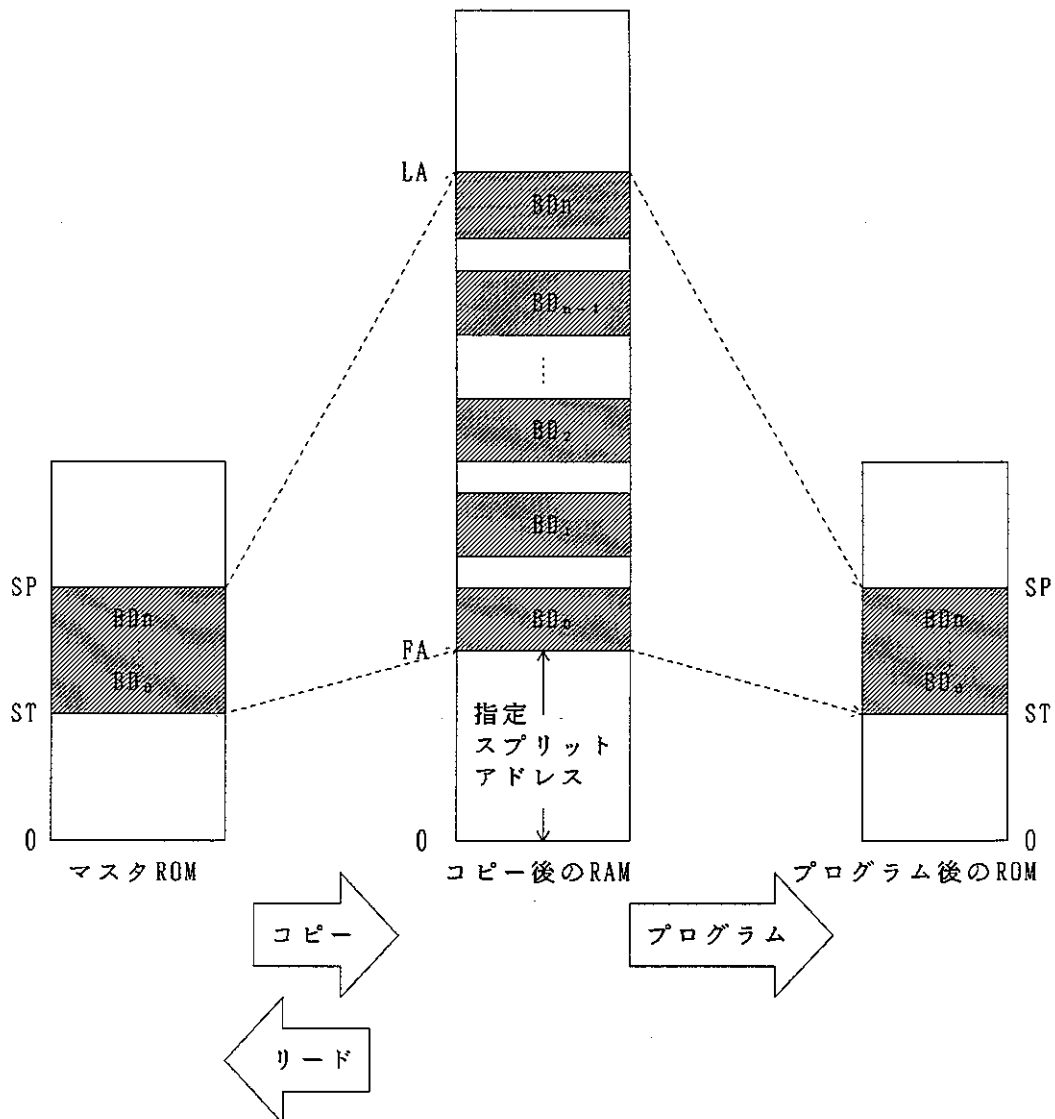 LA
BDn
BDn-1
BD2
BD1
SP
BDn
BD0
ST
FA
BD0
指定
スプリット
アドレス
SP
BDn
BD0
ST
0
0
0
マスタROM
コピー後のRAM
プログラム後のROM
コピー
プログラム
リード